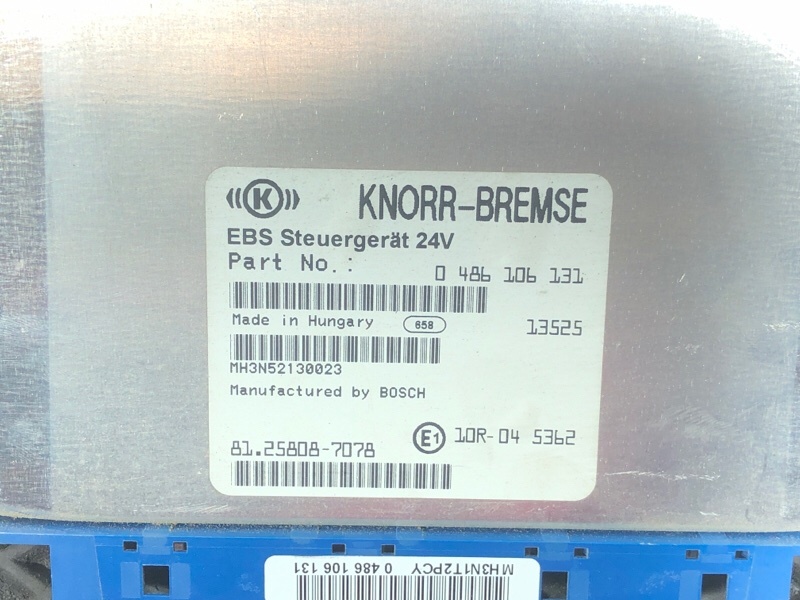 K KNORR-BREMSE
EBS Steuergerät 24V
Part No.: 0 486 106 131
Made in Hungary 658 13525
MH3N52130023
Manufactured by BOSCH
81.25808-7078 E1 10R-04 5362
MH3N1T2PCY 0 486 106 131